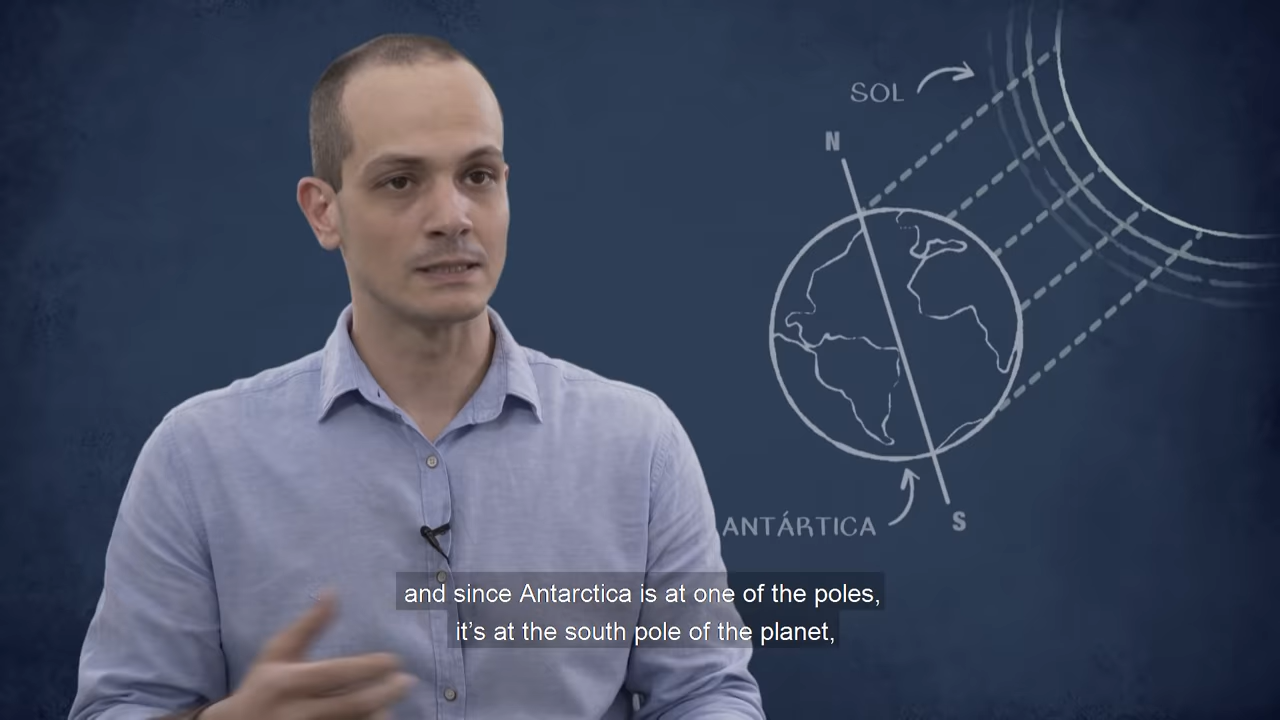 SOL
N
ANTÁRTICA
S
and since Antarctica is at one of the poles,
it’s at the south pole of the planet,